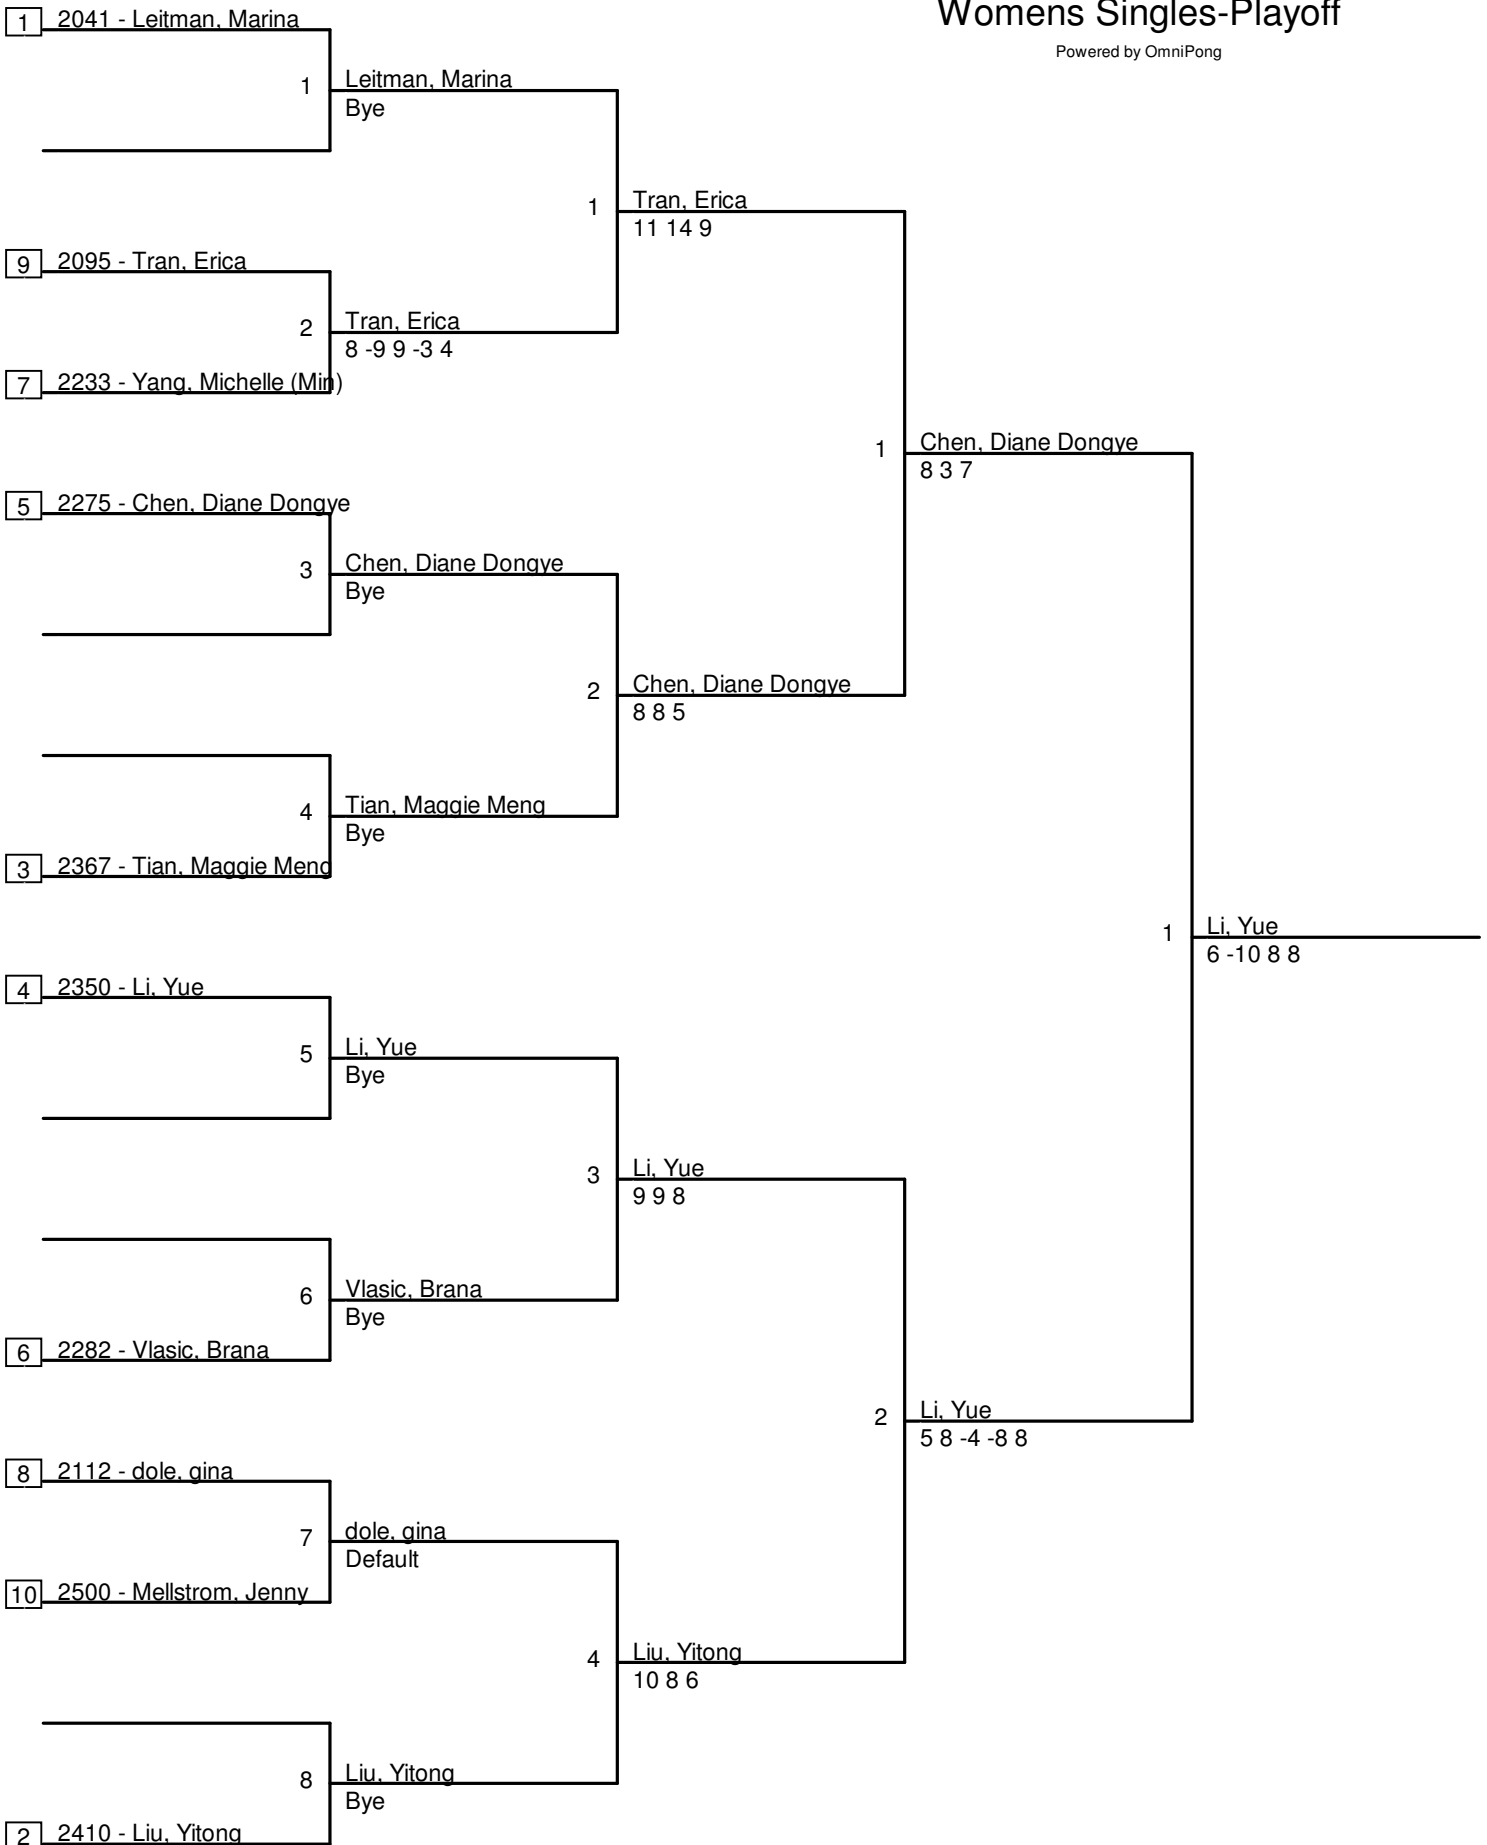 Womens Singles-Playoff
Powered by OmniPong
1 2041 - Leitman, Marina
1 Leitman, Marina
Bye
1 Tran, Erica
11 14 9
9 2095 - Tran, Erica
2 Tran, Erica
8 -9 9 -3 4
7 2233 - Yang, Michelle (Min)
1 Chen, Diane Dongye
8 3 7
5 2275 - Chen, Diane Dongye
3 Chen, Diane Dongye
Bye
2 Chen, Diane Dongye
8 8 5
4 Tian, Maggie Meng
Bye
3 2367 - Tian, Maggie Meng
1 Li, Yue
6 -10 8 8
4 2350 - Li, Yue
5 Li, Yue
Bye
3 Li, Yue
9 9 8
6 Vlasic, Brana
Bye
6 2282 - Vlasic, Brana
2 Li, Yue
5 8 -4 -8 8
8 2112 - dole, gina
7 dole, gina
Default
10 2500 - Mellstrom, Jenny
4 Liu, Yitong
10 8 6
8 Liu, Yitong
Bye
2 2410 - Liu, Yitong